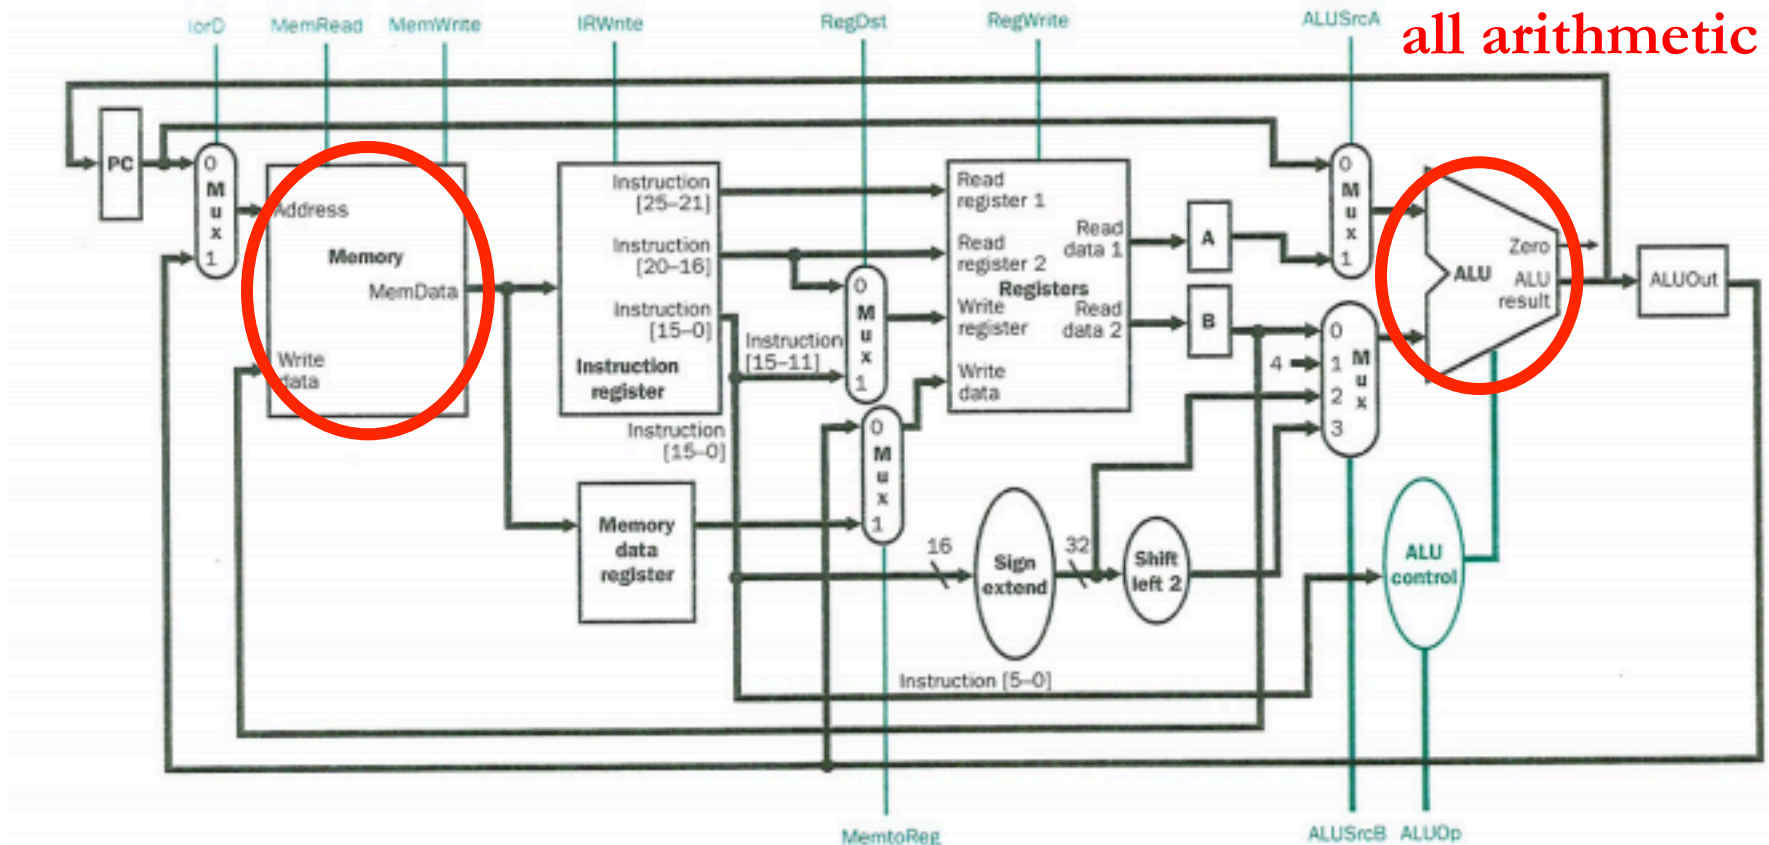 IorD
MemRead
MemWrite
IRWrite
RegDst
RegWrite
ALUSrcA
all arithmetic
PC
0
M
u
x
1
Address
Memory
MemData
Write
data
Instruction
[25–21]
Instruction
[20–16]
Instruction
[15–0]
Instruction
register
Instruction
[15–0]
Memory
data
register
Instruction
[15–11]
0
M
u
x
1
0
M
u
x
1
Read
register 1
Read
register 2
Registers
Write
register
Write
data
Read
data 1
Read
data 2
A
B
16
Sign
extend
32
Shift
left 2
Instruction [5–0]
0
M
u
x
1
4
0
1
2
3
M
u
x
Zero
ALU
ALU
result
ALUOut
ALU
control
MemtoReg
ALUSrcB
ALUOp